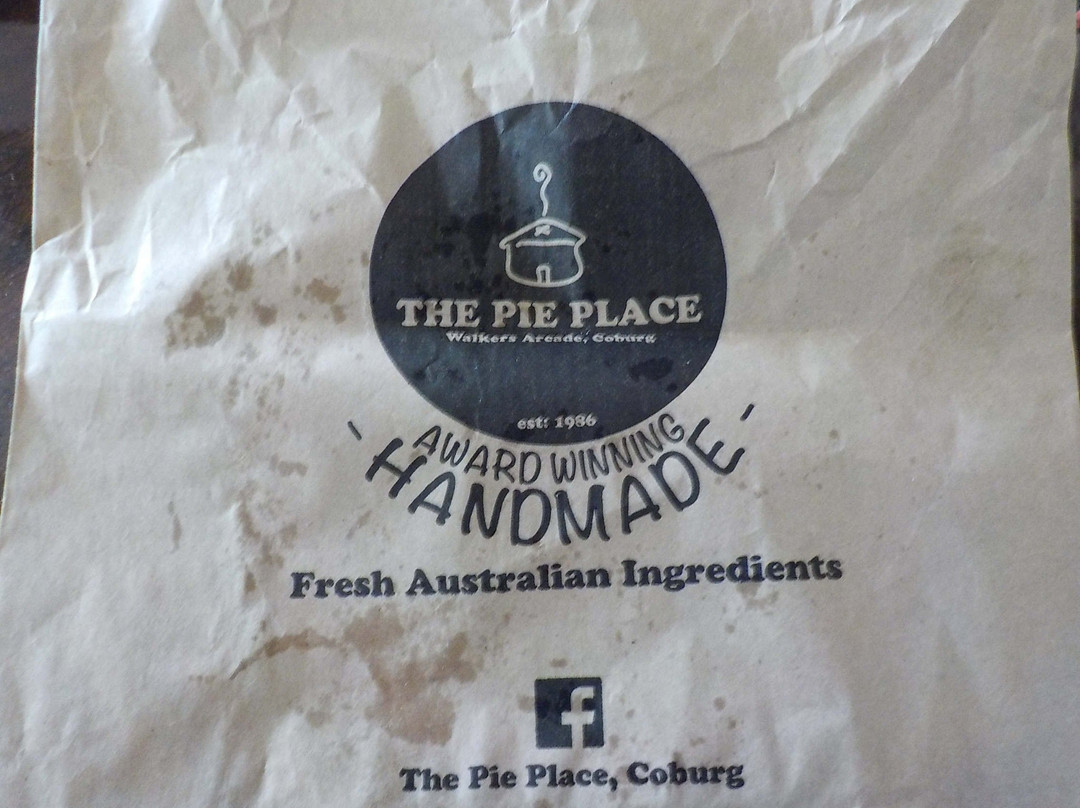 THE PIE PLACE
Walkers Arcade, Coburg
est: 1986
- AWARD WINNING -
HANDMADE
Fresh Australian Ingredients
f
The Pie Place, Coburg